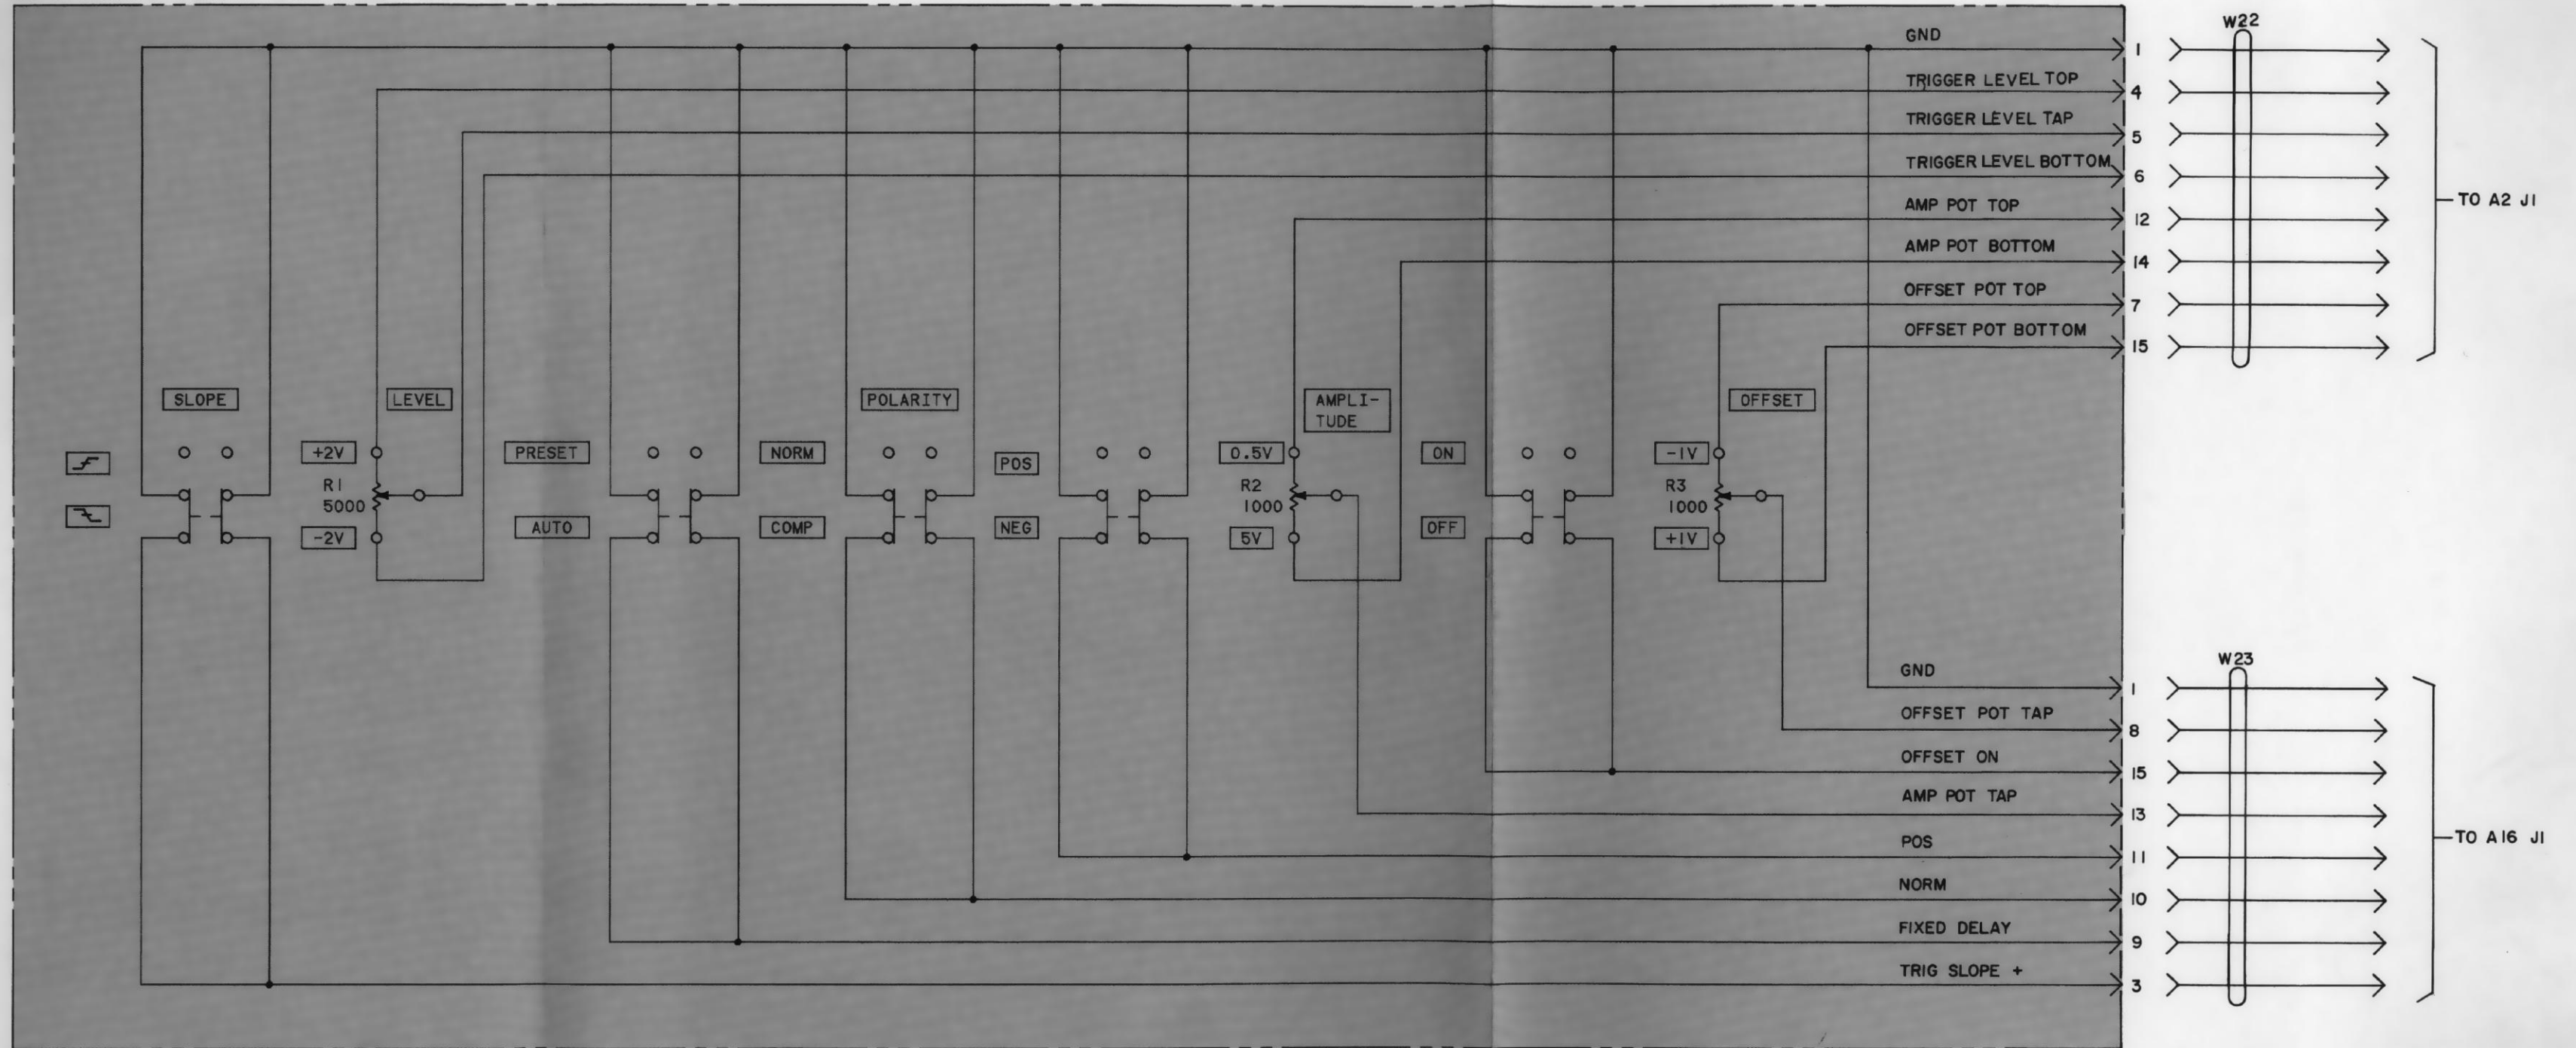 W22
GND
1
TRIGGER LEVEL TOP
4
TRIGGER LEVEL TAP
5
TRIGGER LEVEL BOTTOM
6
AMP POT TOP
12
TO A2 J1
AMP POT BOTTOM
14
OFFSET POT TOP
7
OFFSET POT BOTTOM
15
SLOPE
LEVEL
+2V
R1
5000
-2V
PRESET
AUTO
NORM
COMP
POLARITY
POS
NEG
AMPLI-
TUDE
0.5V
R2
1000
5V
ON
OFF
OFFSET
-1V
R3
1000
+1V
W23
GND
1
OFFSET POT TAP
8
OFFSET ON
15
AMP POT TAP
13
TO A16 J1
POS
11
NORM
10
FIXED DELAY
9
TRIG SLOPE +
3